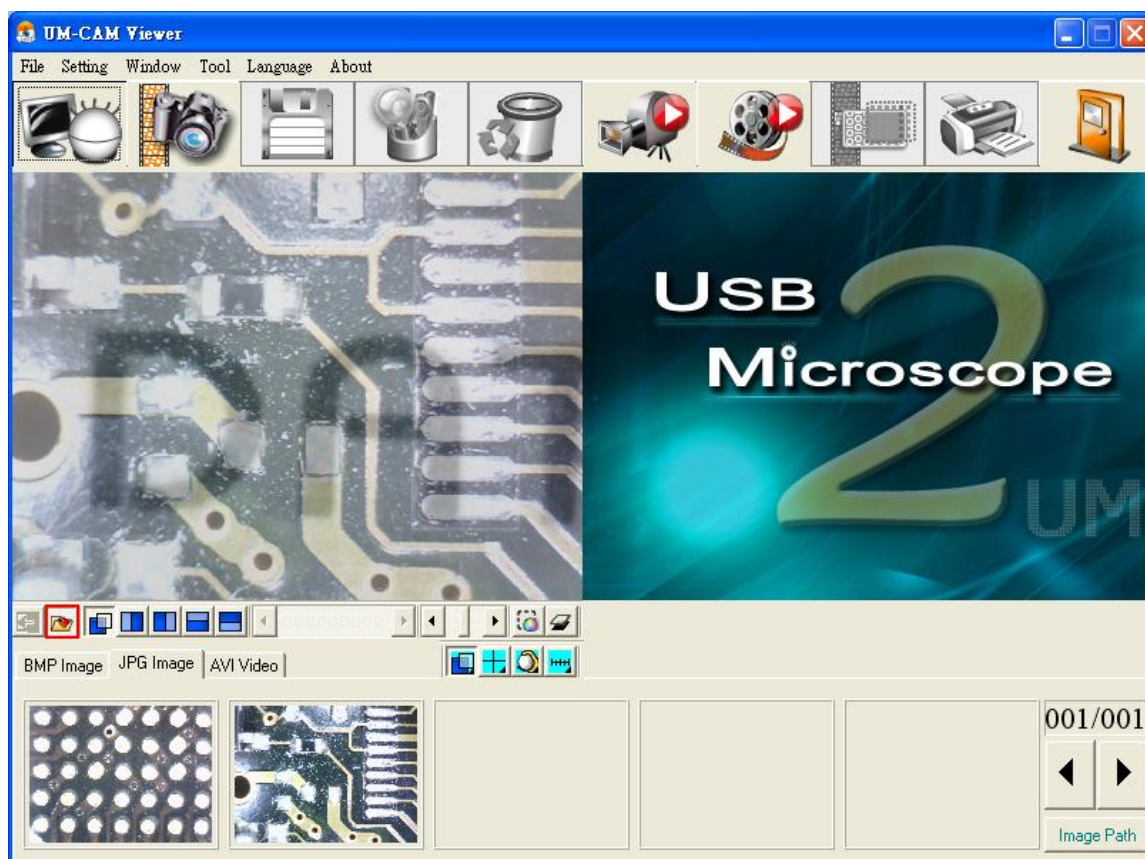 UM-CAM Viewer
File Setting Window Tool Language About
USB
Microscope
2
UM
BMP Image JPG Image AVI Video
001/001
Image Path